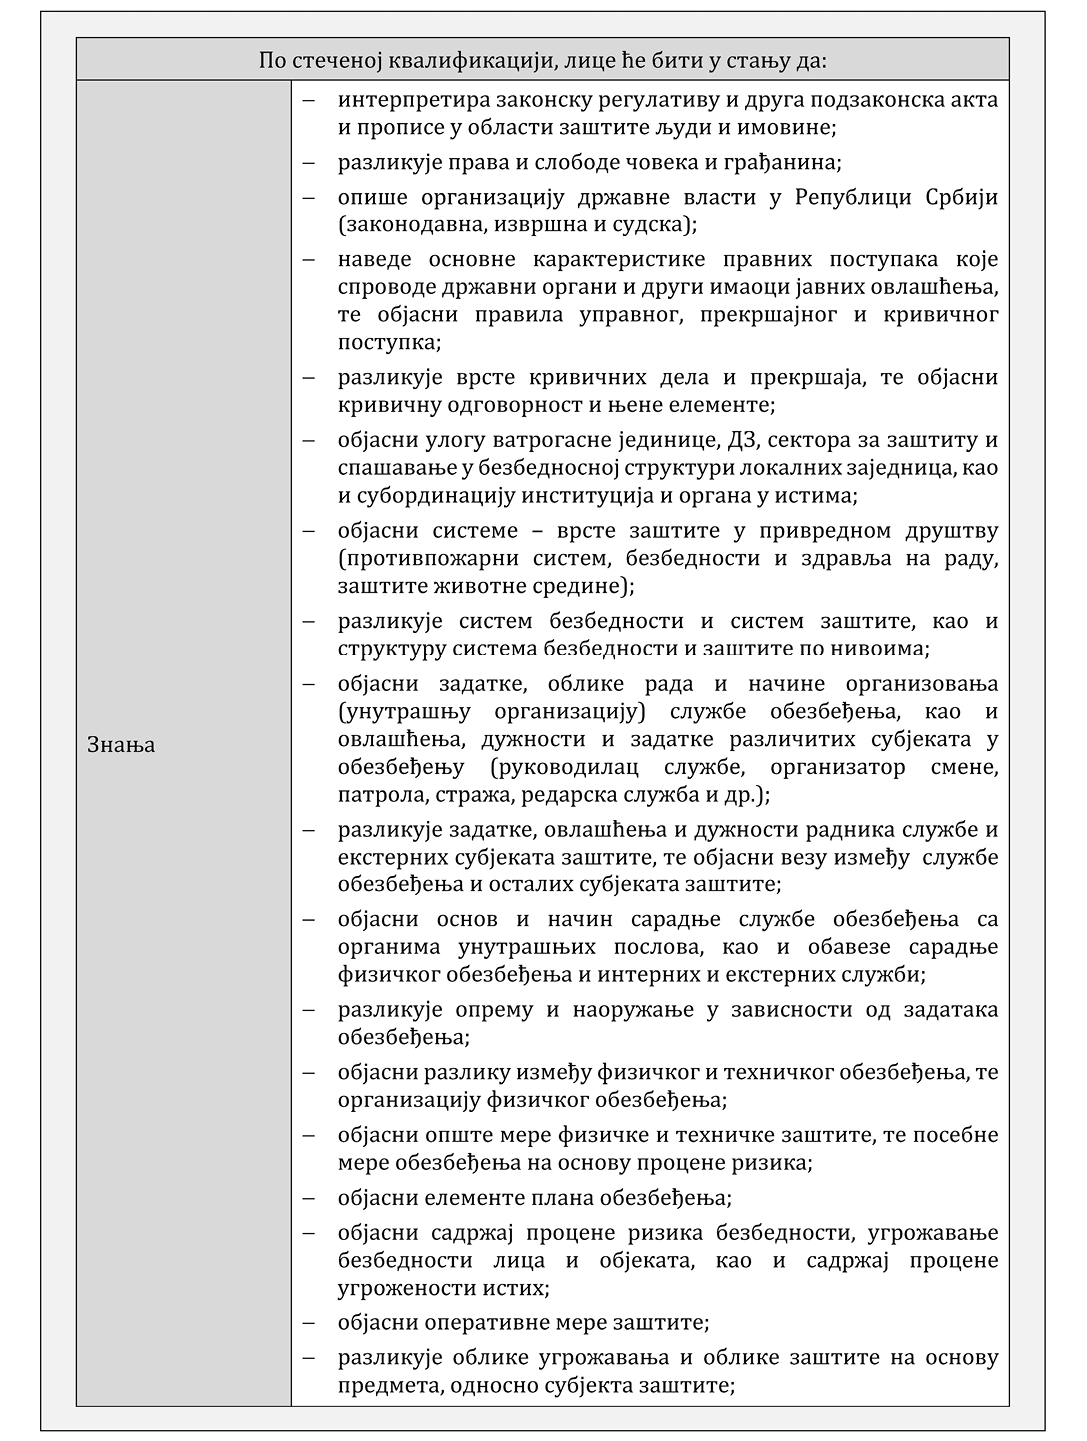 По стеченој квалификацији, лице ће бити у стању да:
Знања
– интерпретира законску регулативу и друга подзаконска акта
и прописе у области заштите људи и имовине;
– разликује права и слободе човека и грађанина;
– опише организацију државне власти у Републици Србији
(законодавна, извршна и судска);
– наведе основне карактеристике правних поступака које
спроводе државни органи и други имаоци јавних овлашћења,
те објасни правила управног, прекршајног и кривичног
поступка;
– разликује врсте кривичних дела и прекршаја, те објасни
кривичну одговорност и њене елементе;
– објасни улогу ватрогасне јединице, ДЗ, сектора за заштиту и
спашавање у безбедносној структури локалних заједница, као
и субординацију институција и органа у истима;
– објасни системе – врсте заштите у привредном друштву
(противпожарни систем, безбедности и здравља на раду,
заштите животне средине);
– разликује систем безбедности и систем заштите, као и
структуру система безбедности и заштите по нивоима;
– објасни задатке, облике рада и начине организовања
(унутрашњу организацију) службе обезбеђења, као и
овлашћења, дужности и задатке различитих субјеката у
обезбеђењу (руководилац службе, организатор смене,
патрола, стража, редарска служба и др.);
– разликује задатке, овлашћења и дужности радника службе и
екстерних субјеката заштите, те објасни везу између службе
обезбеђења и осталих субјеката заштите;
– објасни основ и начин сарадње службе обезбеђења са
органима унутрашњих послова, као и обавезе сарадње
физичког обезбеђења и интерних и екстерних служби;
– разликује опрему и наоружање у зависности од задатака
обезбеђења;
– објасни разлику између физичког и техничког обезбеђења, те
организацију физичког обезбеђења;
– објасни опште мере физичке и техничке заштите, те посебне
мере обезбеђења на основу процене ризика;
– објасни елементе плана обезбеђења;
– објасни садржај процене ризика безбедности, угрожавање
безбедности лица и објеката, као и садржај процене
угрожености истих;
– објасни оперативне мере заштите;
– разликује облике угрожавања и облике заштите на основу
предмета, односно субјекта заштите;